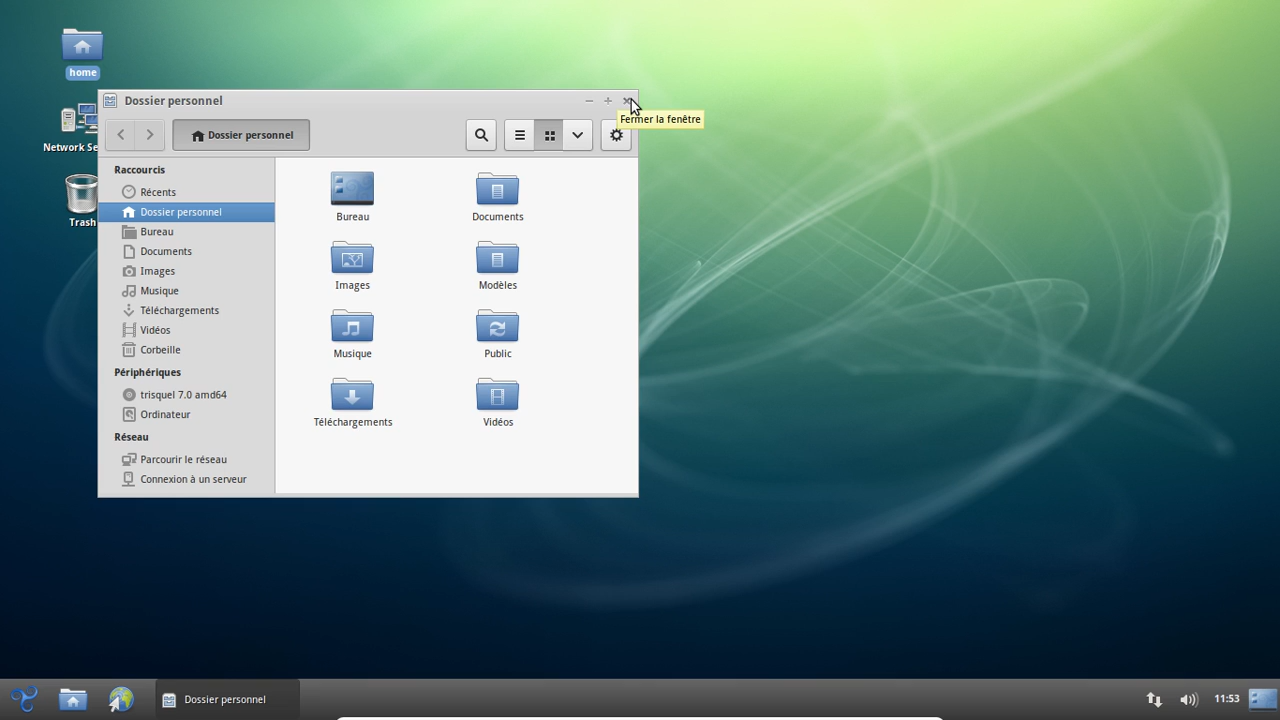 home
Dossier personnel
Fermer la fenêtre
Dossier personnel
Network Se
Trash
Raccourcis
Récents
Dossier personnel
Bureau
Documents
Images
Musique
Téléchargements
Vidéos
Corbeille
Périphériques
trisquel 7.0 amd64
Ordinateur
Réseau
Parcourir le réseau
Connexion à un serveur
Bureau
Documents
Images
Modèles
Musique
Public
Téléchargements
Vidéos
Dossier personnel
11:53